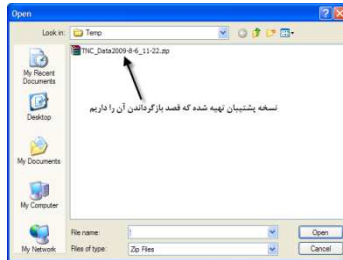 Open
Look in:
Temp
TNC_Data2009-8-6_11-22.zip
My Recent
Documents
Desktop
نسخه پشتیبان تهیه شده که قصد بازگرداندن آن را داریم
My Documents
My Computer
File name:
Open
My Network
Files of type:
Zip Files
Cancel